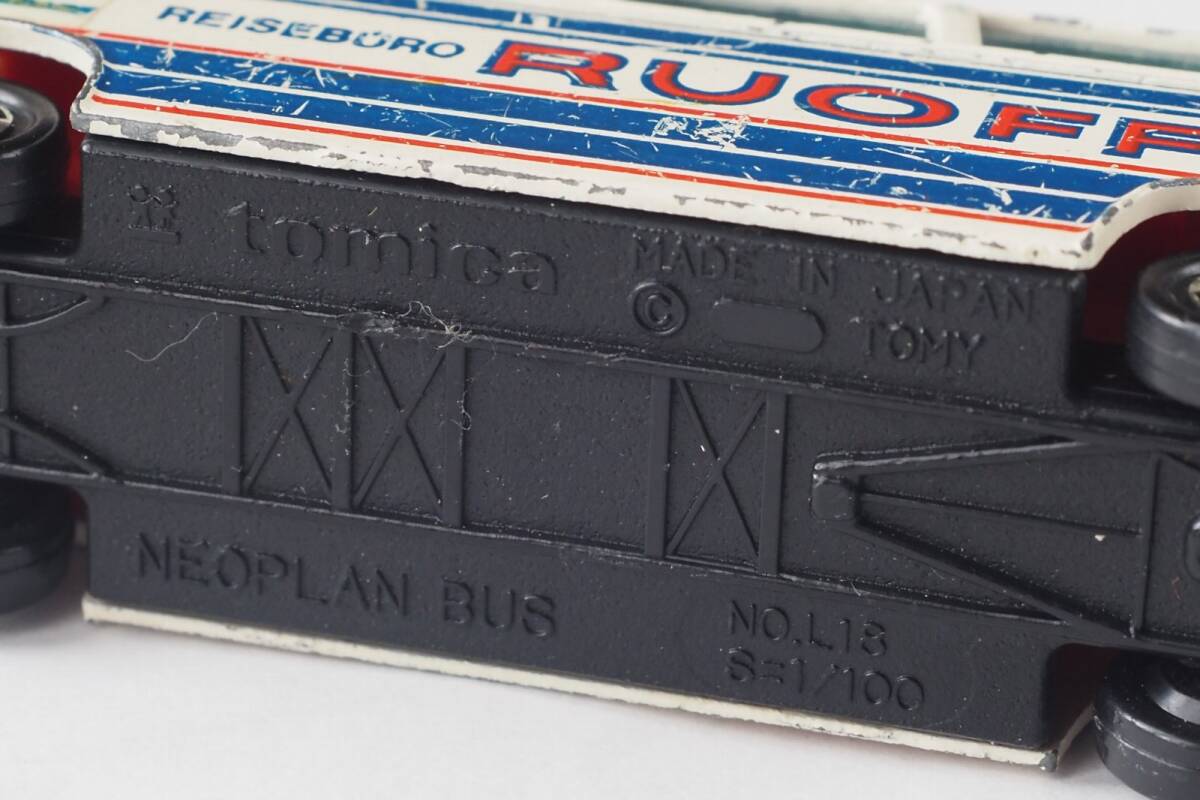 REISEBÜRO RUOFF
tomica
MADE IN JAPAN
© TOMY
NEOPLAN BUS
NO.L18
S=1/100